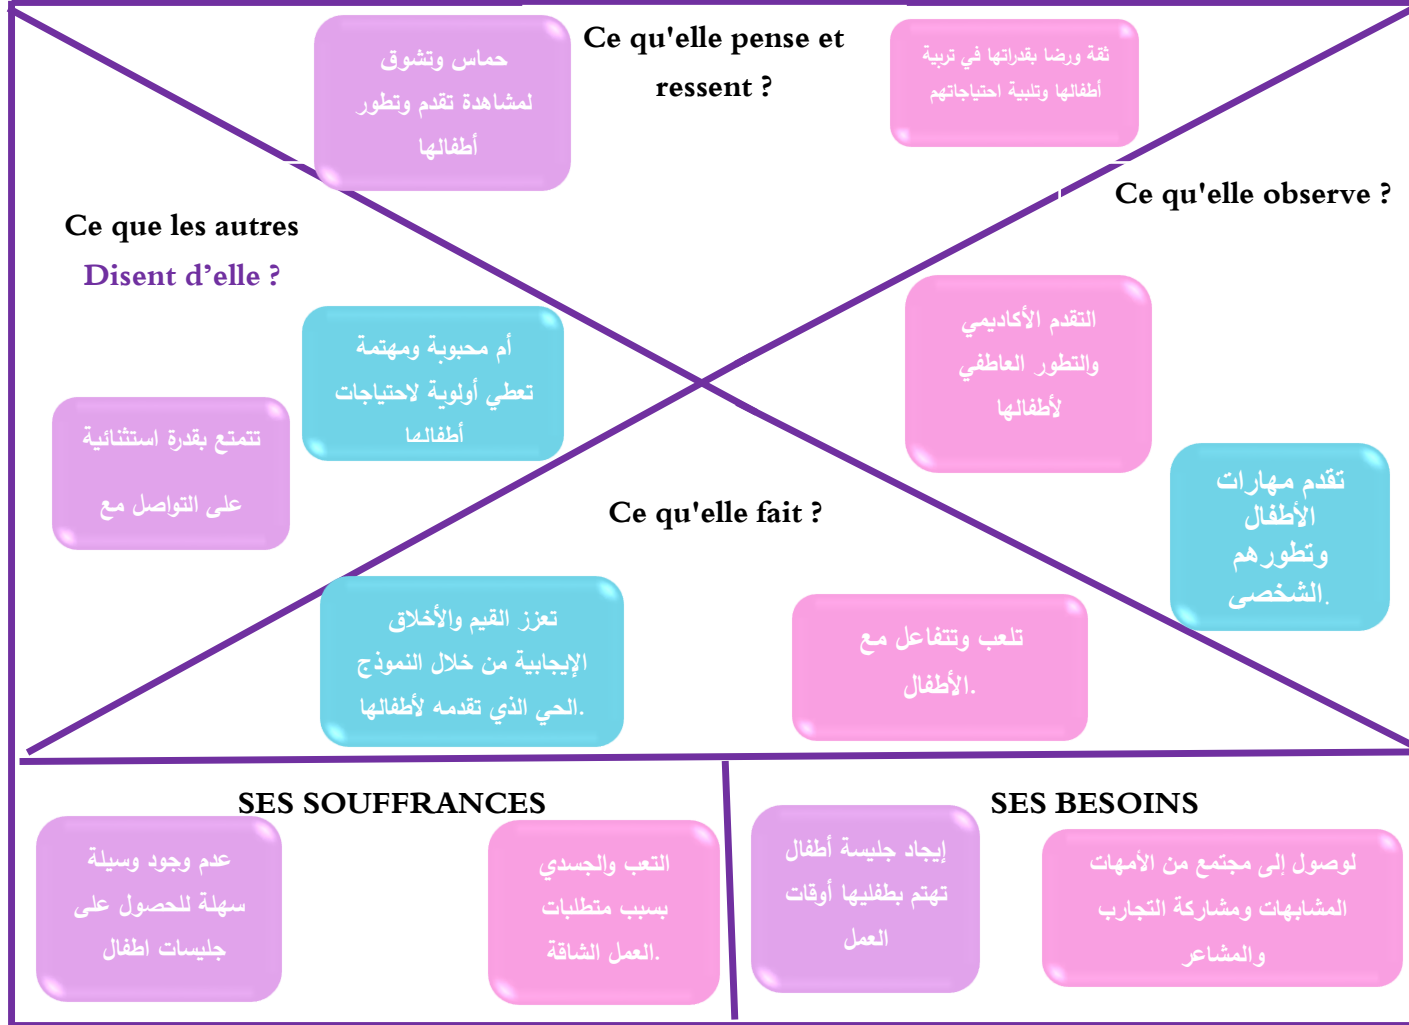 Ce qu'elle pense et
ressent ?
حماس وتشوق
لمشاهدة تقدم وتطور
أطفالها
ثقة ورضا بقدراتها في تربية
أطفالها وتلبية احتياجاتهم
Ce que les autres
Disent d’elle ?
أم محبوبة ومهتمة
تعطي أولوية لاحتياجات
أطفالها
تتمتع بقدرة استثنائية
على التواصل مع
Ce qu'elle observe ?
التقدم الأكاديمي
والتطور العاطفي
لأطفالها
تقدم مهارات
الأطفال
وتطورهم
الشخصى.
Ce qu'elle fait ?
تعزز القيم والأخلاق
الإيجابية من خلال النموذج
الحي الذي تقدمه لأطفالها.
تلعب وتتفاعل مع
الأطفال.
SES SOUFFRANCES
عدم وجود وسيلة
سهلة للحصول على
جليسات اطفال
التعب والجسدي
بسبب متطلبات
العمل الشاقة.
SES BESOINS
إيجاد جليسة أطفال
تهتم بطفليها أوقات
العمل
لوصول إلى مجتمع من الأمهات
المشابهات ومشاركة التجارب
والمشاعر